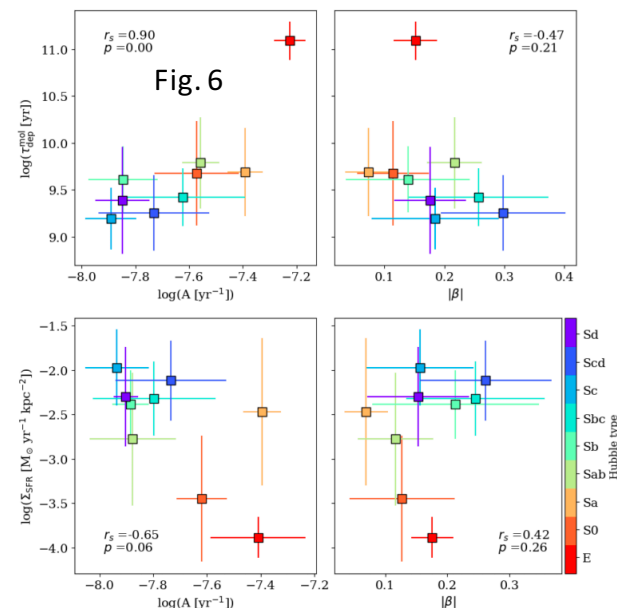 r_s = 0.90
p = 0.00
Fig. 6
r_s=-0.47
p = 0.21
log(τ_dep^mol [yr])
11.0
10.5
10.0
9.5
9.0
−8.0 −7.8 −7.6 −7.4 −7.2
log(A [yr⁻¹])
0.1 0.2 0.3 0.4
|β|
log(Σ_SFR [M_⊙ yr⁻¹ kpc⁻²])
−1.5
−2.0
−2.5
−3.0
−3.5
−4.0
r_s=-0.65
p = 0.06
r_s = 0.42
p = 0.26
−8.0 −7.8 −7.6 −7.4 −7.2
log(A [yr⁻¹])
0.1 0.2 0.3
|β|
Sd
Scd
Sc
Sbc
Sb
Sab
Sa
S0
E
Hubble type